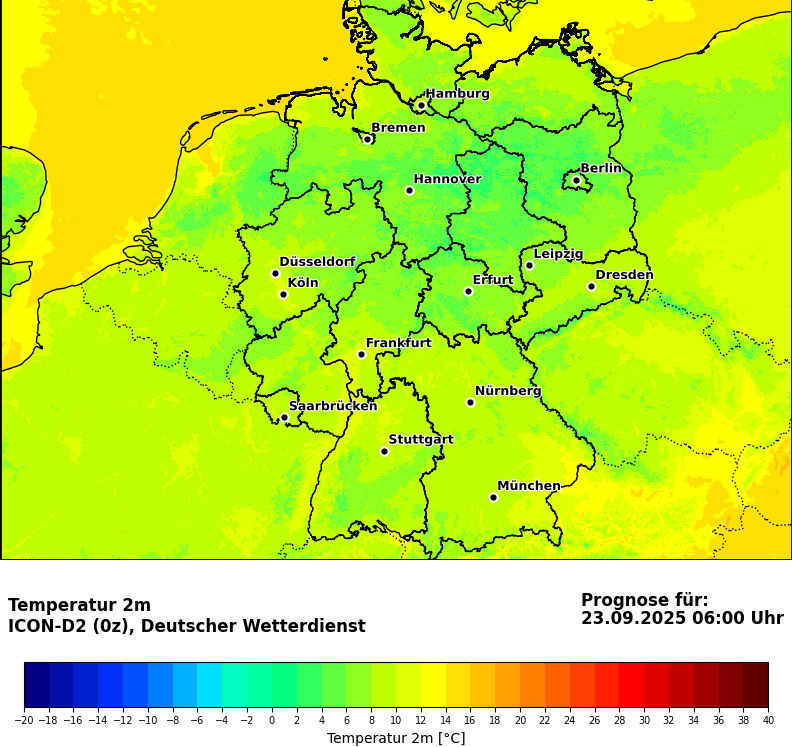 Hamburg
Bremen
Berlin
Hannover
Leipzig
Düsseldorf
Dresden
Köln
Erfurt
Frankfurt
Nürnberg
Saarbrücken
Stuttgart
München
Temperatur 2m
ICON-D2 (0z), Deutscher Wetterdienst
Prognose für:
23.09.2025 06:00 Uhr
−20 −18 −16 −14 −12 −10 −8 −6 −4 −2 0 2 4 6 8 10 12 14 16 18 20 22 24 26 28 30 32 34 36 38 40
Temperatur 2m [°C]